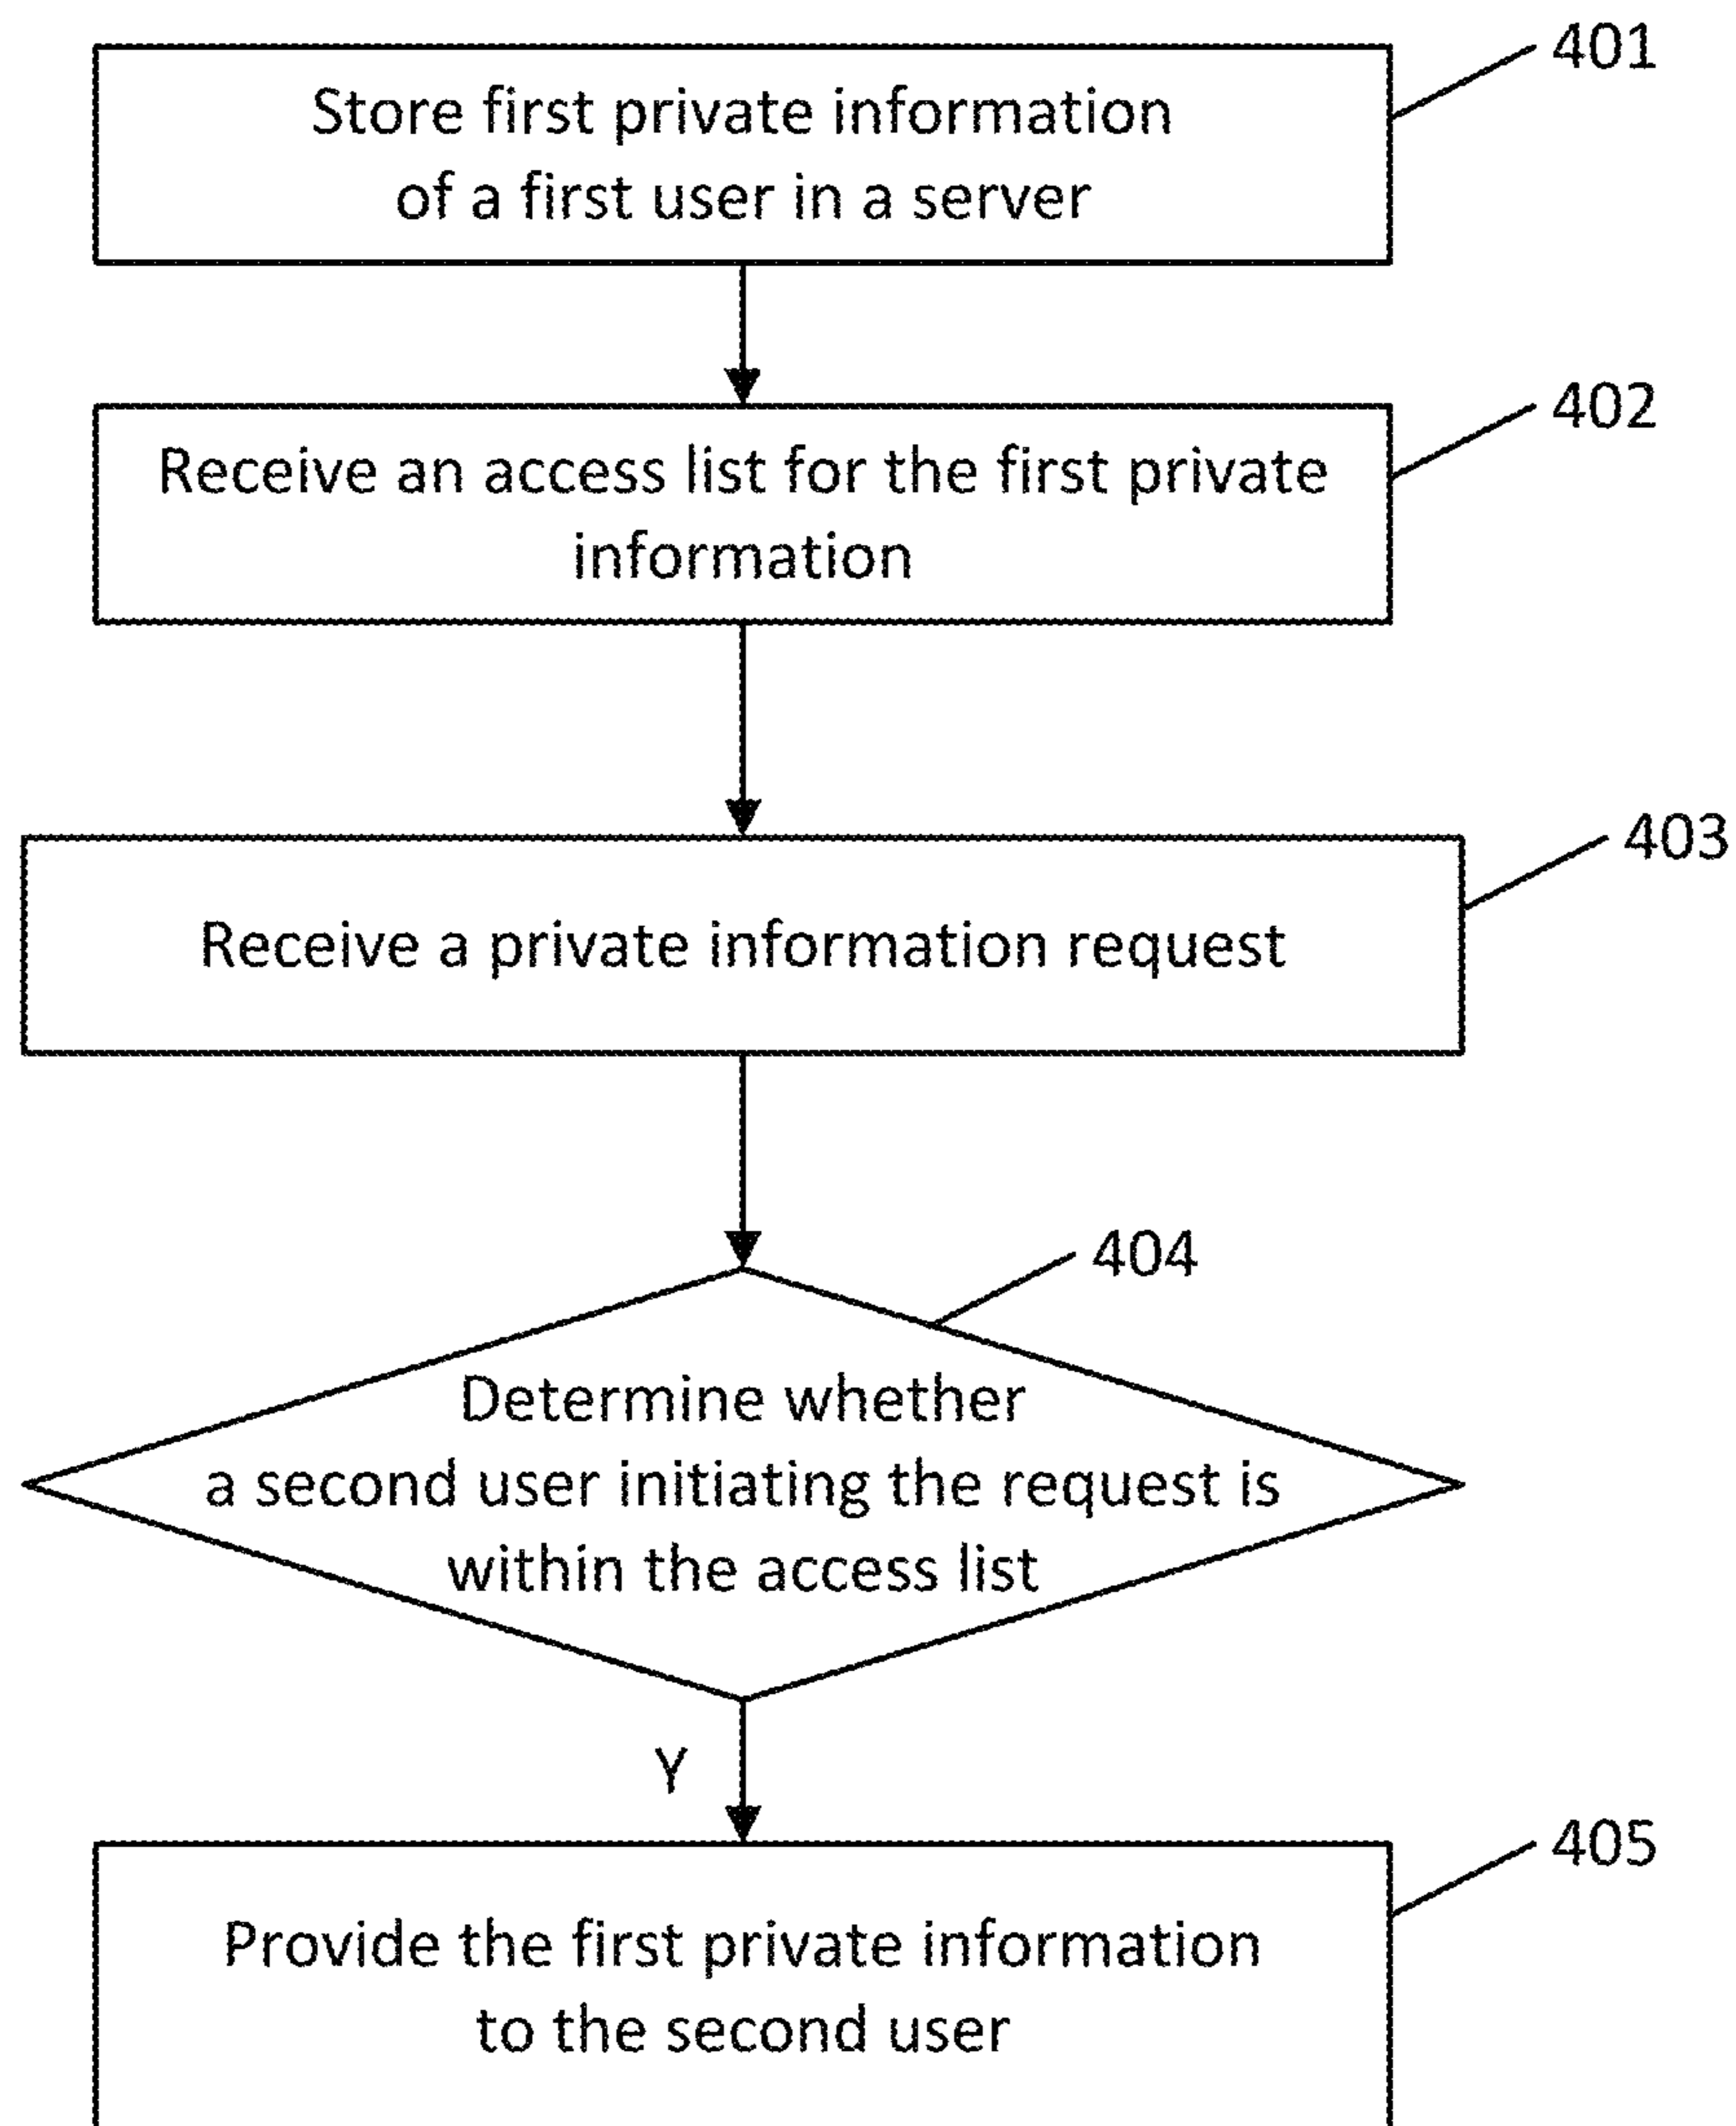 401
Store first private information
of a first user in a server
402
Receive an access list for the first private
information
403
Receive a private information request
404
Determine whether
a second user initiating the request is
within the access list
Y
405
Provide the first private information
to the second user